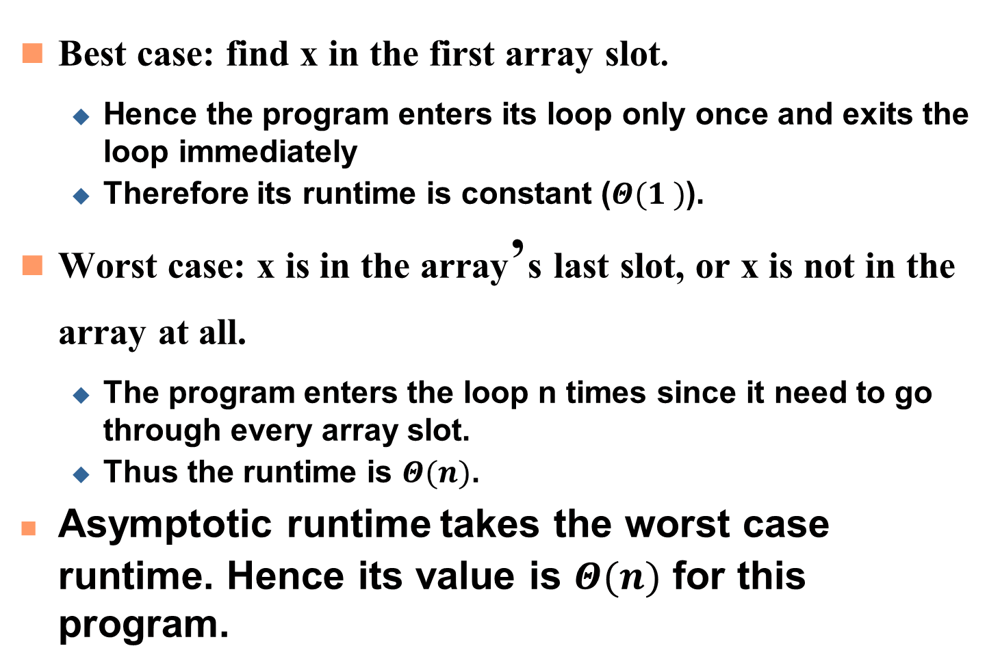 Best case: find x in the first array slot.
Hence the program enters its loop only once and exits the
loop immediately
Therefore its runtime is constant (𝜣(𝟏 )).
Worst case: x is in the array’s last slot, or x is not in the
array at all.
The program enters the loop n times since it need to go
through every array slot.
Thus the runtime is 𝜣(𝒏).
Asymptotic runtime takes the worst case
runtime. Hence its value is 𝜣(𝒏) for this
program.